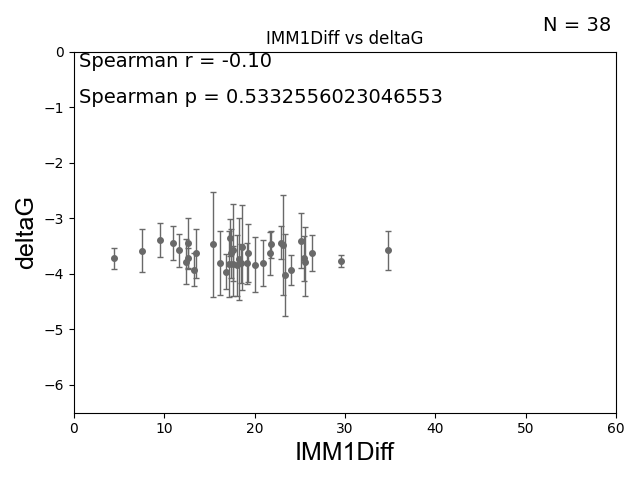 N = 38
IMM1Diff vs deltaG
Spearman r = -0.10
Spearman p = 0.5332556023046553
deltaG
0
−1
−2
−3
−4
−5
−6
0 10 20 30 40 50 60
IMM1Diff